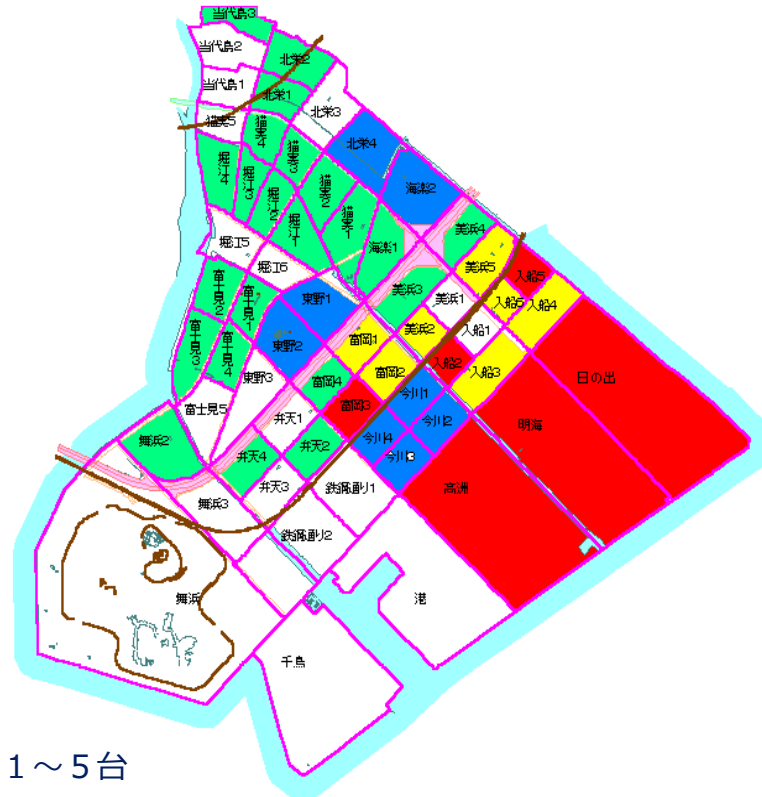 当代島3
当代島2
北栄2
当代島1
北栄1
北栄3
猫実5
猫実4
猫実3
北栄4
堀江4
堀江3
堀江2
堀江1
猫実2
猫実1
海楽2
海楽1
美浜4
堀江5
堀江6
美浜5
入船5
富士見2
富士見1
東野1
美浜3
美浜1
入船5
入船4
東野2
富岡1
美浜2
入船1
富士見3
富士見4
東野3
富岡4
富岡2
入船2
入船3
日の出
富士見5
弁天1
富岡3
今川1
今川2
明海
舞浜2
弁天4
弁天2
今川4
今川3
舞浜3
弁天3
鉄鋼通り1
高洲
鉄鋼通り2
舞浜
港
千鳥
1～5台